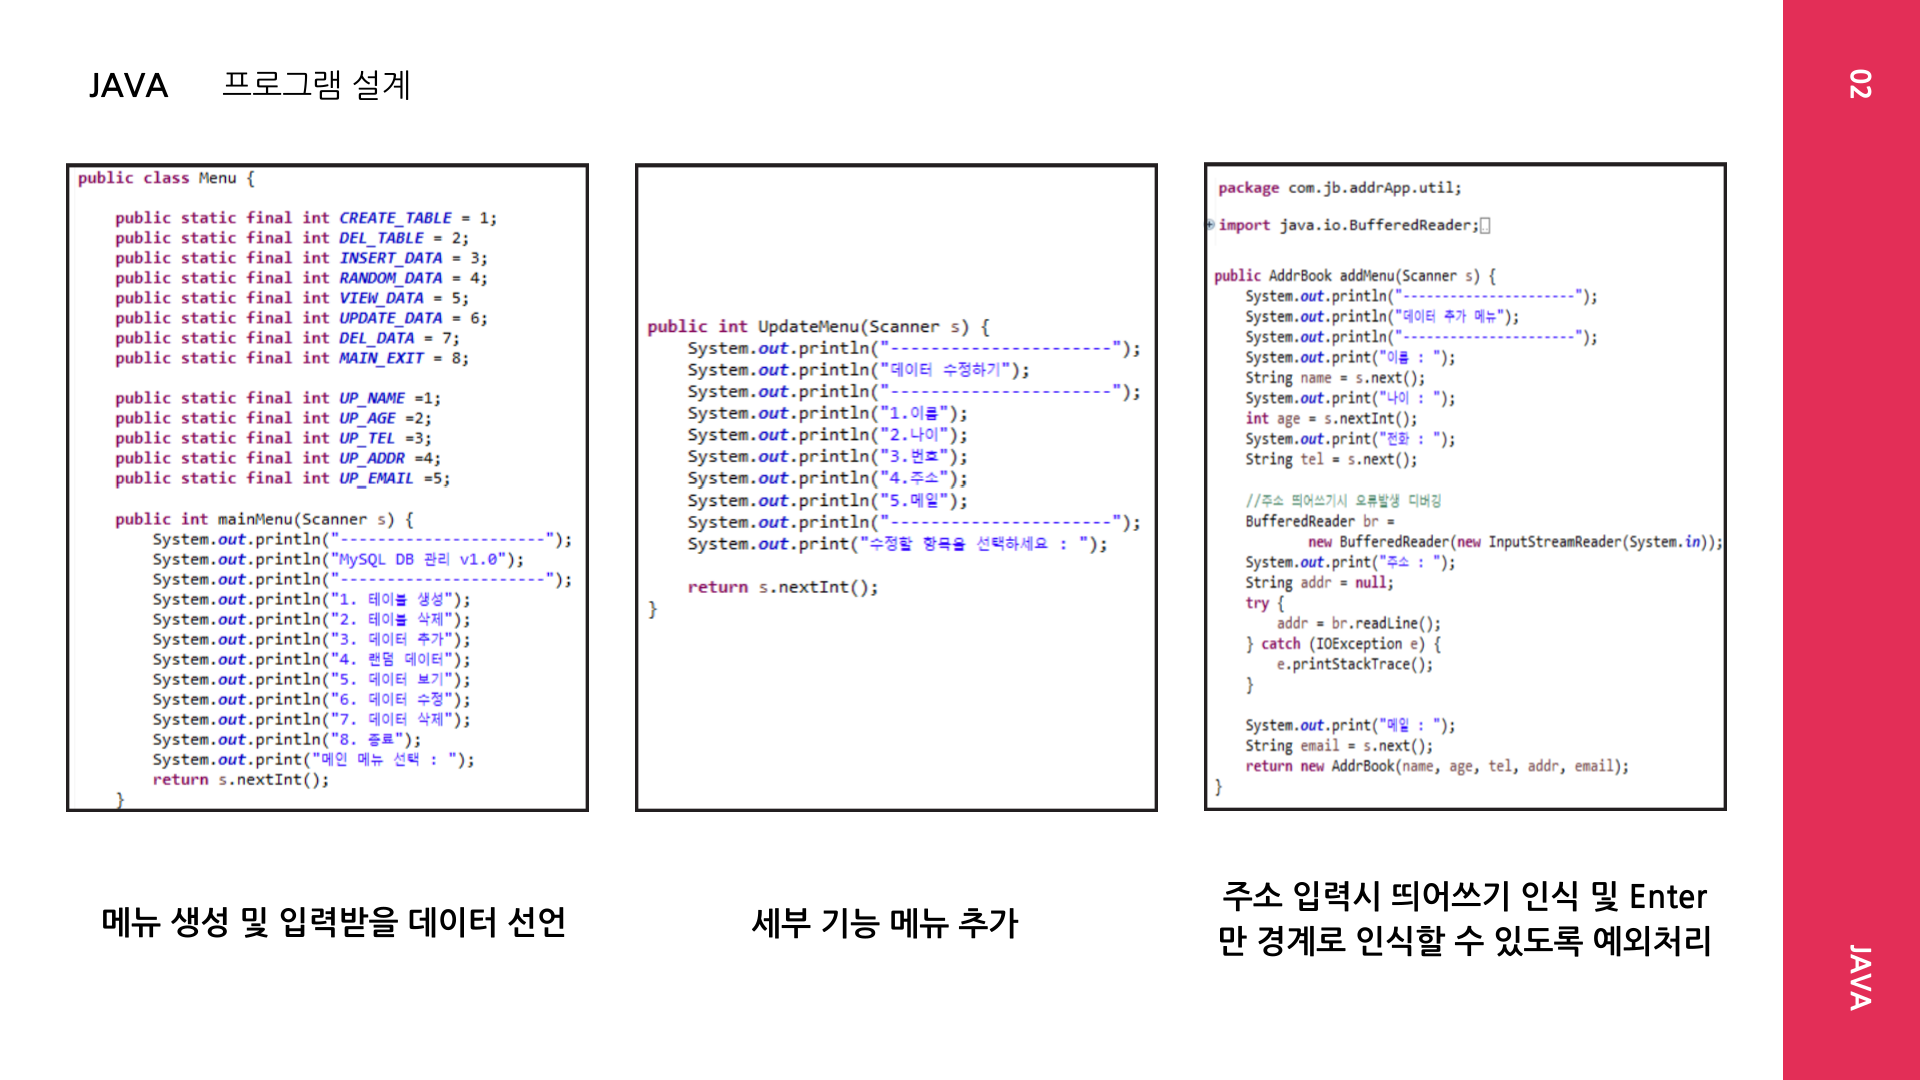 JAVA 프로그램 설계
02
public class Menu {
public static final int CREATE_TABLE = 1;
public static final int DEL_TABLE = 2;
public static final int INSERT_DATA = 3;
public static final int RANDOM_DATA = 4;
public static final int VIEW_DATA = 5;
public static final int UPDATE_DATA = 6;
public static final int DEL_DATA = 7;
public static final int MAIN_EXIT = 8;
public static final int UP_NAME =1;
public static final int UP_AGE =2;
public static final int UP_TEL =3;
public static final int UP_ADDR =4;
public static final int UP_EMAIL =5;
public int mainMenu(Scanner s) {
System.out.println("----------------------");
System.out.println("MySQL DB 관리 v1.0");
System.out.println("----------------------");
System.out.println("1. 테이블 생성");
System.out.println("2. 테이블 삭제");
System.out.println("3. 데이터 추가");
System.out.println("4. 랜덤 데이터");
System.out.println("5. 데이터 보기");
System.out.println("6. 데이터 수정");
System.out.println("7. 데이터 삭제");
System.out.println("8. 종료");
System.out.print("메인 메뉴 선택 : ");
return s.nextInt();
}
메뉴 생성 및 입력받을 데이터 선언
public int UpdateMenu(Scanner s) {
System.out.println("----------------------");
System.out.println("데이터 수정하기");
System.out.println("----------------------");
System.out.println("1.이름");
System.out.println("2.나이");
System.out.println("3.번호");
System.out.println("4.주소");
System.out.println("5.메일");
System.out.println("----------------------");
System.out.print("수정할 항목을 선택하세요 : ");
return s.nextInt();
}
세부 기능 메뉴 추가
package com.jb.addrApp.util;
import java.io.BufferedReader;
public AddrBook addMenu(Scanner s) {
System.out.println("----------------------");
System.out.println("데이터 추가 메뉴");
System.out.println("----------------------");
System.out.print("이름 : ");
String name = s.next();
System.out.print("나이 : ");
int age = s.nextInt();
System.out.print("전화 : ");
String tel = s.next();
//주소 띄어쓰기시 오류발생 디버깅
BufferedReader br =
new BufferedReader(new InputStreamReader(System.in));
System.out.print("주소 : ");
String addr = null;
try {
addr = br.readLine();
} catch (IOException e) {
e.printStackTrace();
}
System.out.print("메일 : ");
String email = s.next();
return new AddrBook(name, age, tel, addr, email);
}
주소 입력시 띄어쓰기 인식 및 Enter
만 경계로 인식할 수 있도록 예외처리
JAVA